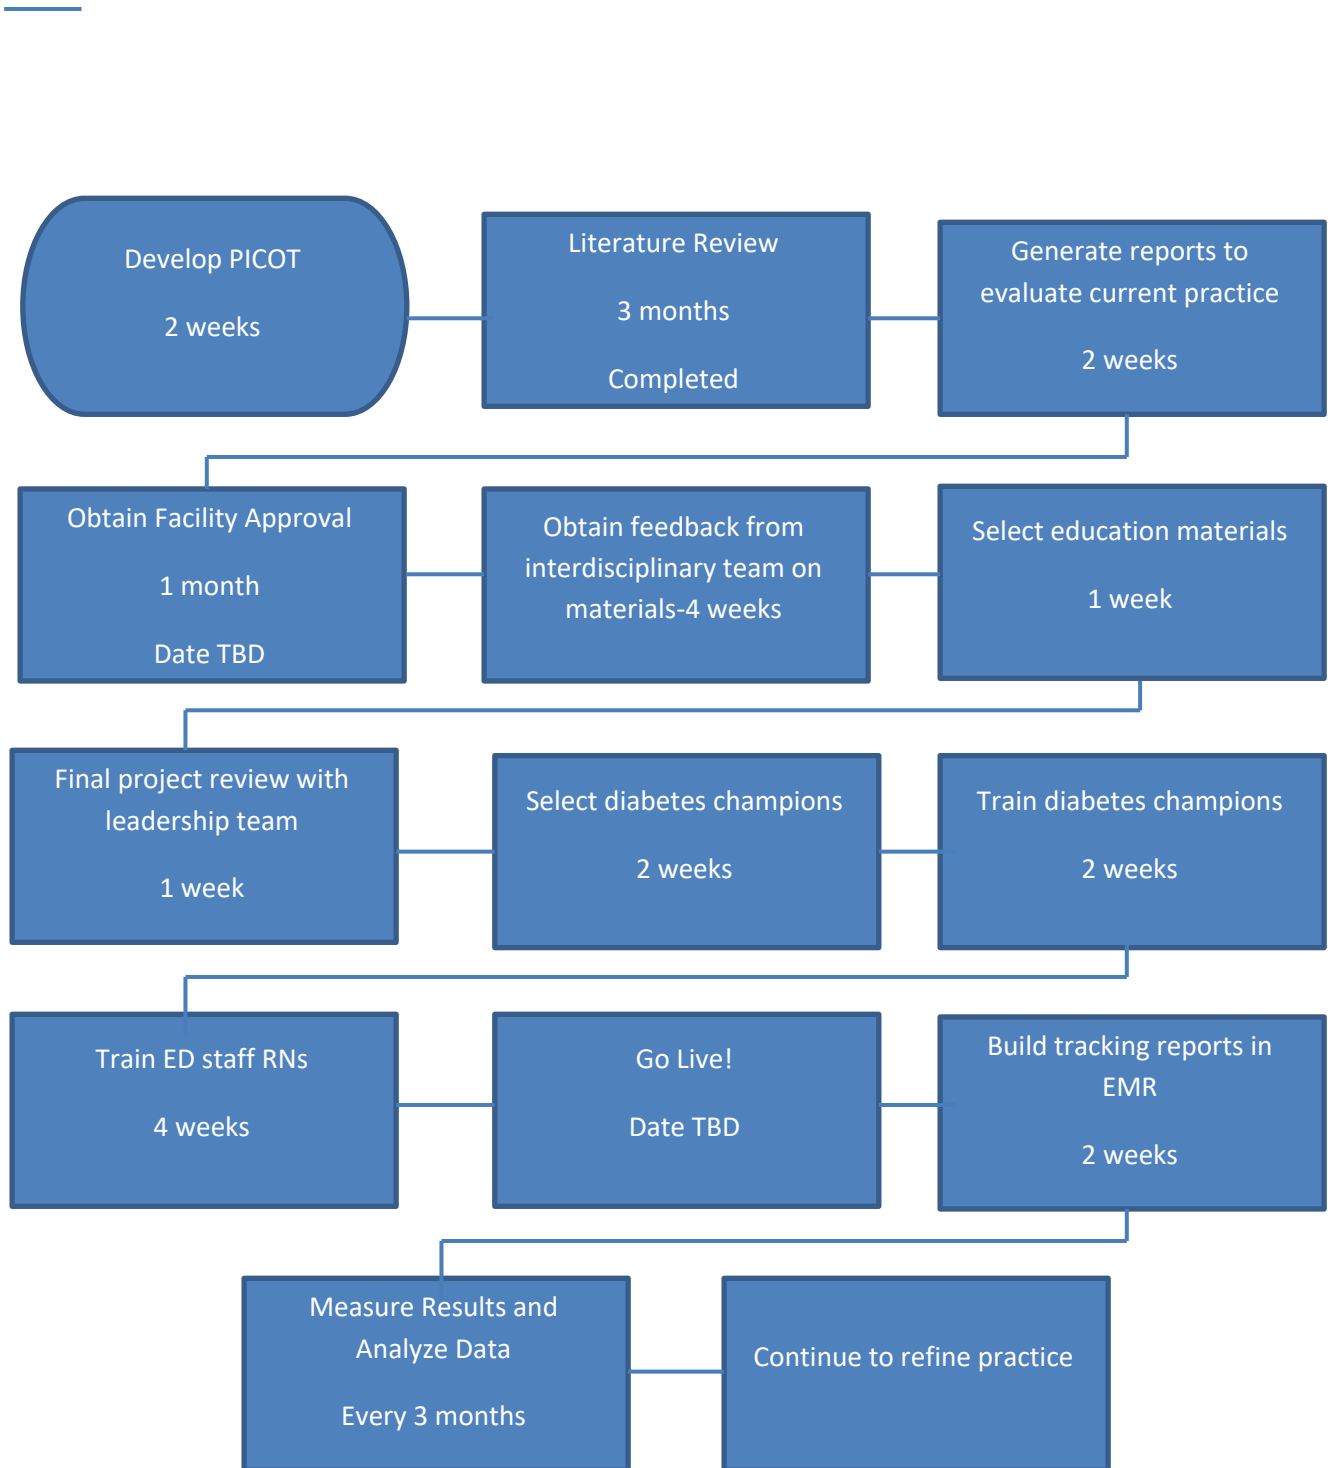 Develop PICOT
2 weeks
Literature Review
3 months
Completed
Generate reports to
evaluate current practice
2 weeks
Obtain Facility Approval
1 month
Date TBD
Obtain feedback from
interdisciplinary team on
materials-4 weeks
Select education materials
1 week
Final project review with
leadership team
1 week
Select diabetes champions
2 weeks
Train diabetes champions
2 weeks
Train ED staff RNs
4 weeks
Go Live!
Date TBD
Build tracking reports in
EMR
2 weeks
Measure Results and
Analyze Data
Every 3 months
Continue to refine practice